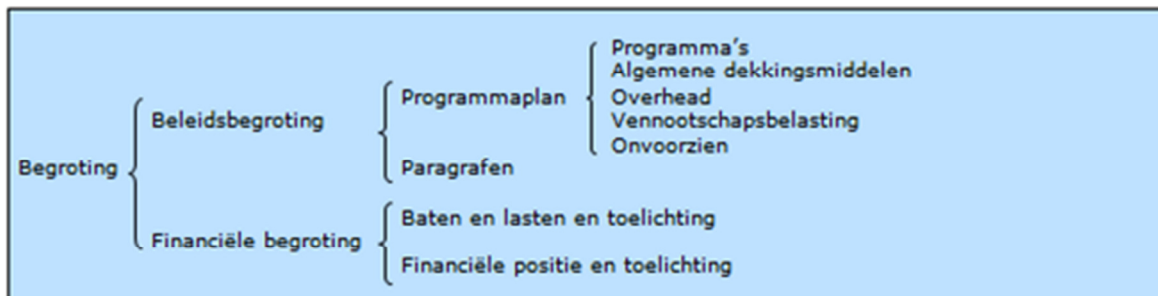 Begroting
Beleidsbegroting
Programmaplan
Programma's
Algemene dekkingsmiddelen
Overhead
Vennootschapsbelasting
Onvoorzien
Paragrafen
Financiële begroting
Baten en lasten en toelichting
Financiële positie en toelichting